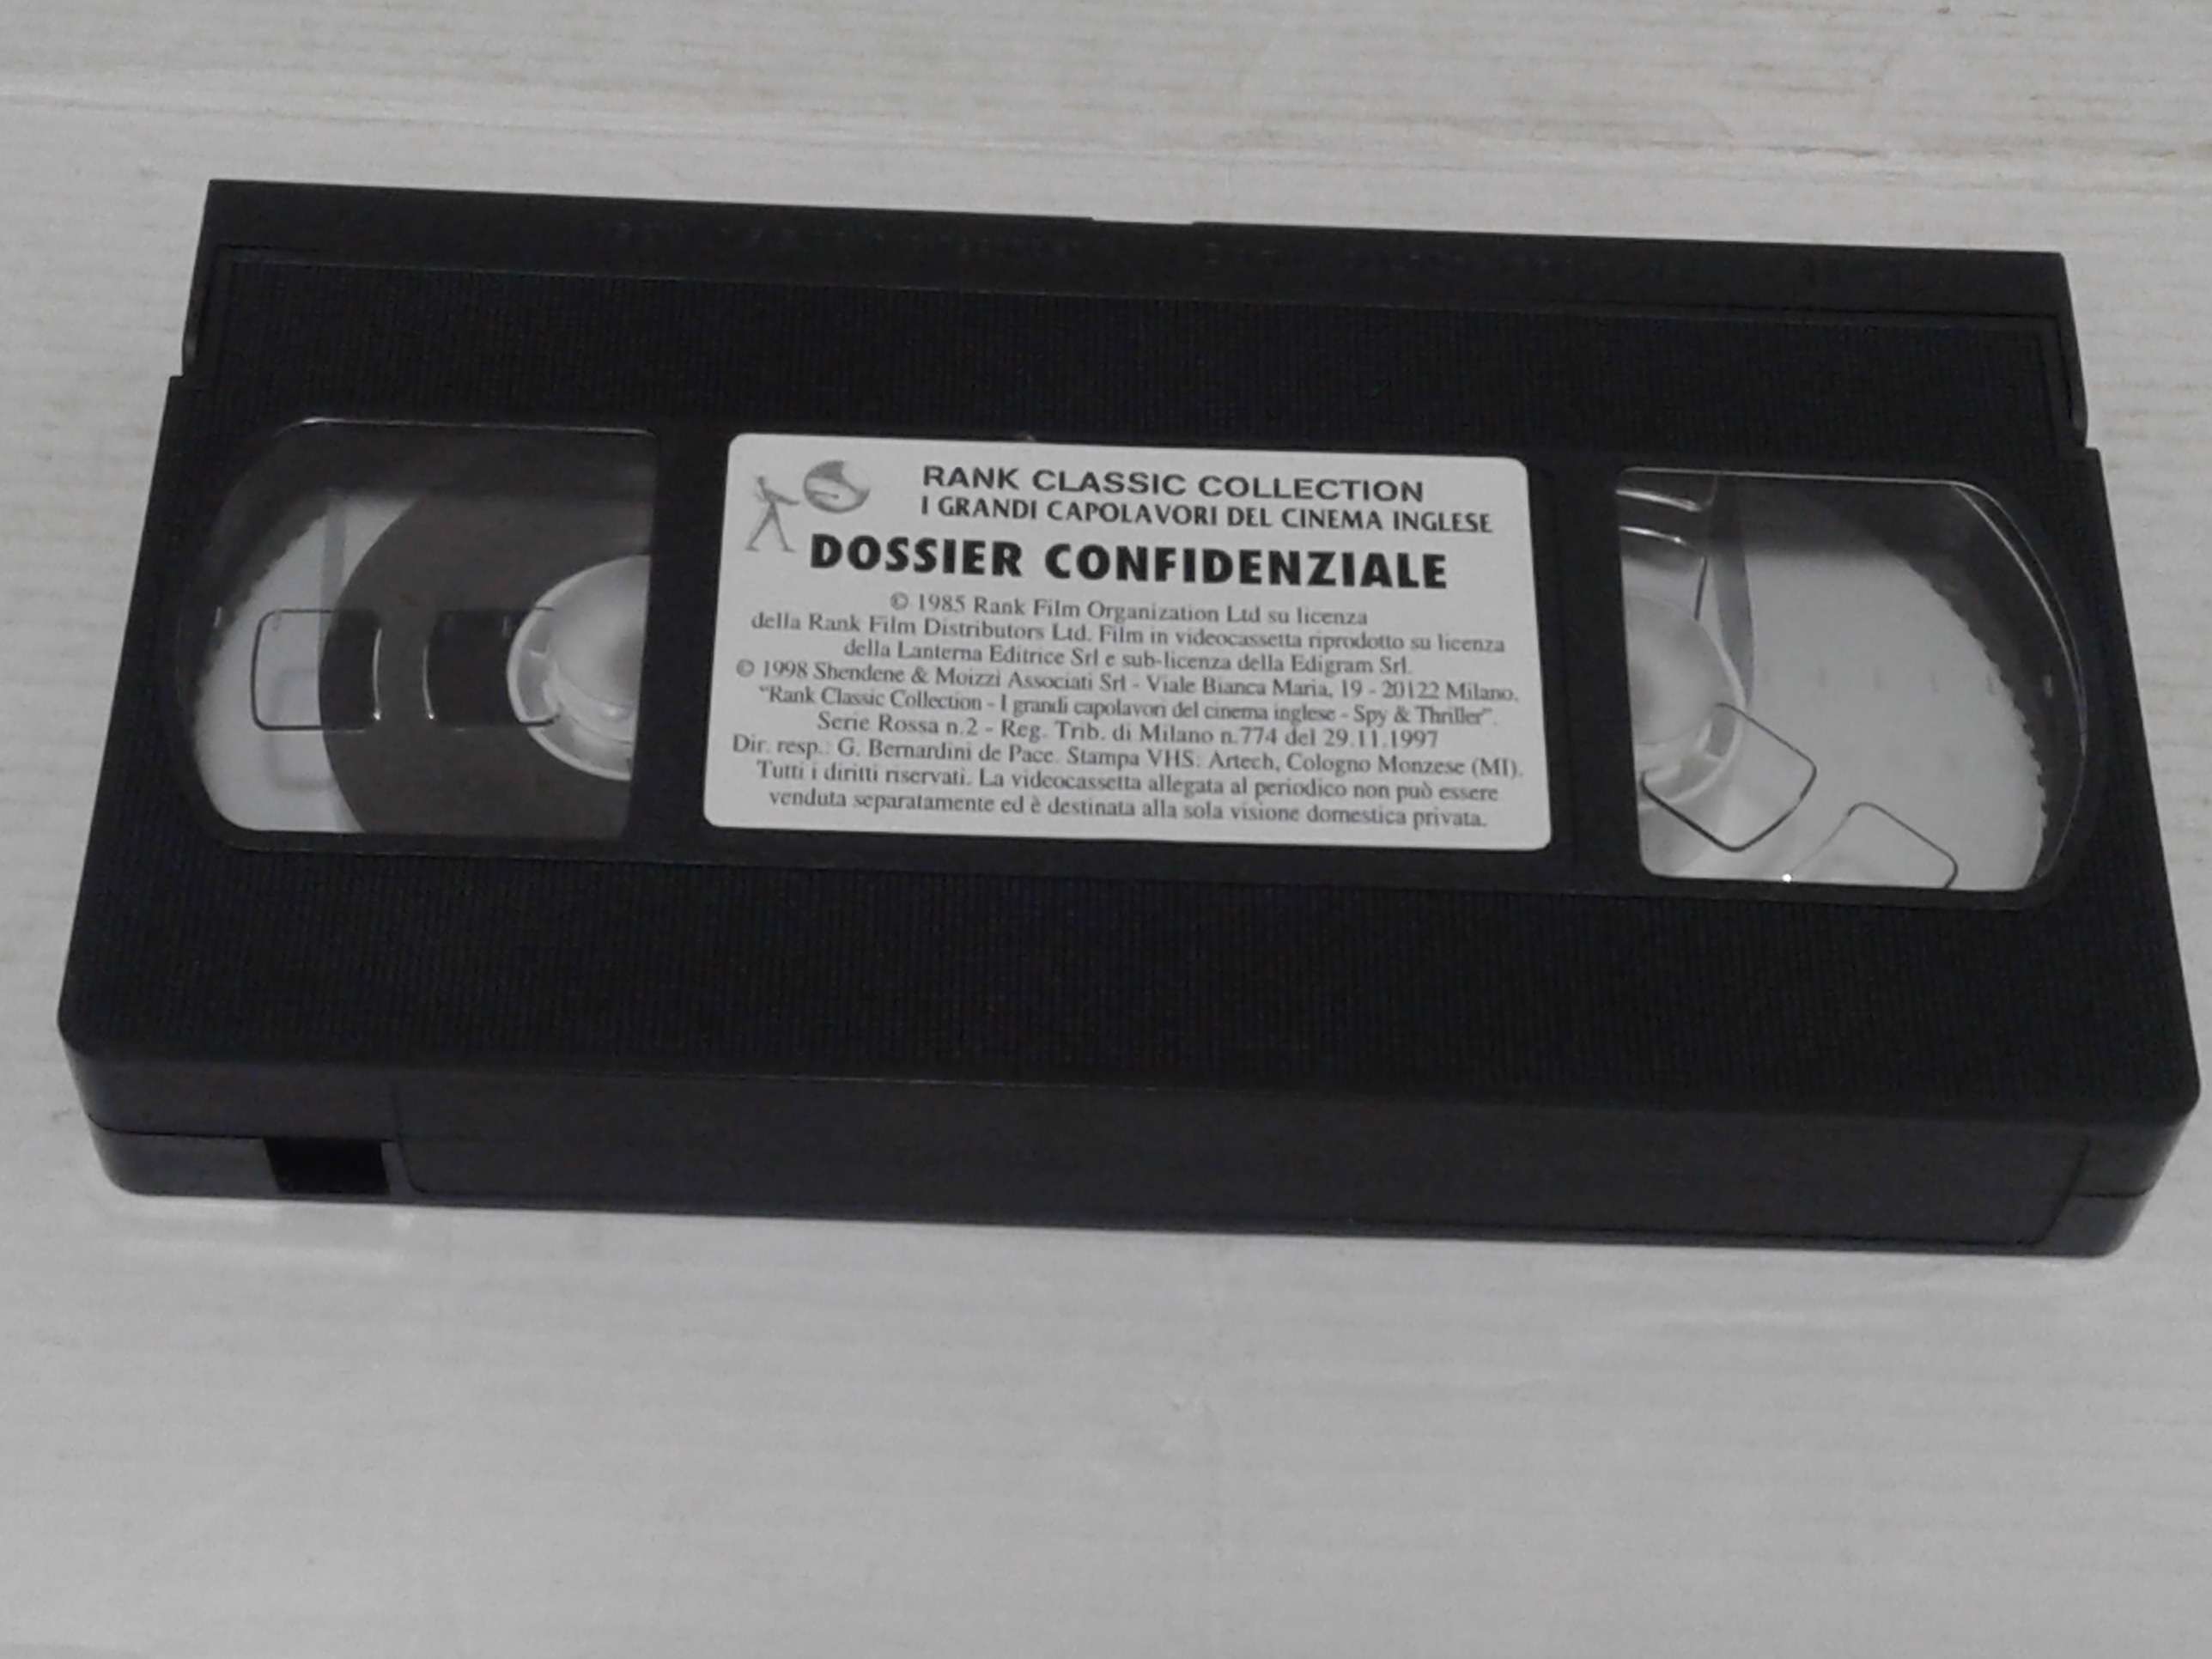 RANK CLASSIC COLLECTION
I GRANDI CAPOLAVORI DEL CINEMA INGLESE
DOSSIER CONFIDENZIALE
© 1985 Rank Film Organization Ltd su licenza
della Rank Film Distributors Ltd. Film in videocassetta riprodotto su licenza
della Lanterna Editrice Srl e sub-licenza della Edigram Srl.
© 1998 Shendene & Moizzi Associati Srl - Viale Bianca Maria, 19 - 20122 Milano.
"Rank Classic Collection - I grandi capolavori del cinema inglese - Spy & Thriller".
Serie Rossa n.2 - Reg. Trib. di Milano n.774 del 29.11.1997
Dir. resp.: G. Bernardini de Pace. Stampa VHS: Artech, Cologno Monzese (MI).
Tutti i diritti riservati. La videocassetta allegata al periodico non può essere
venduta separatamente ed è destinata alla sola visione domestica privata.